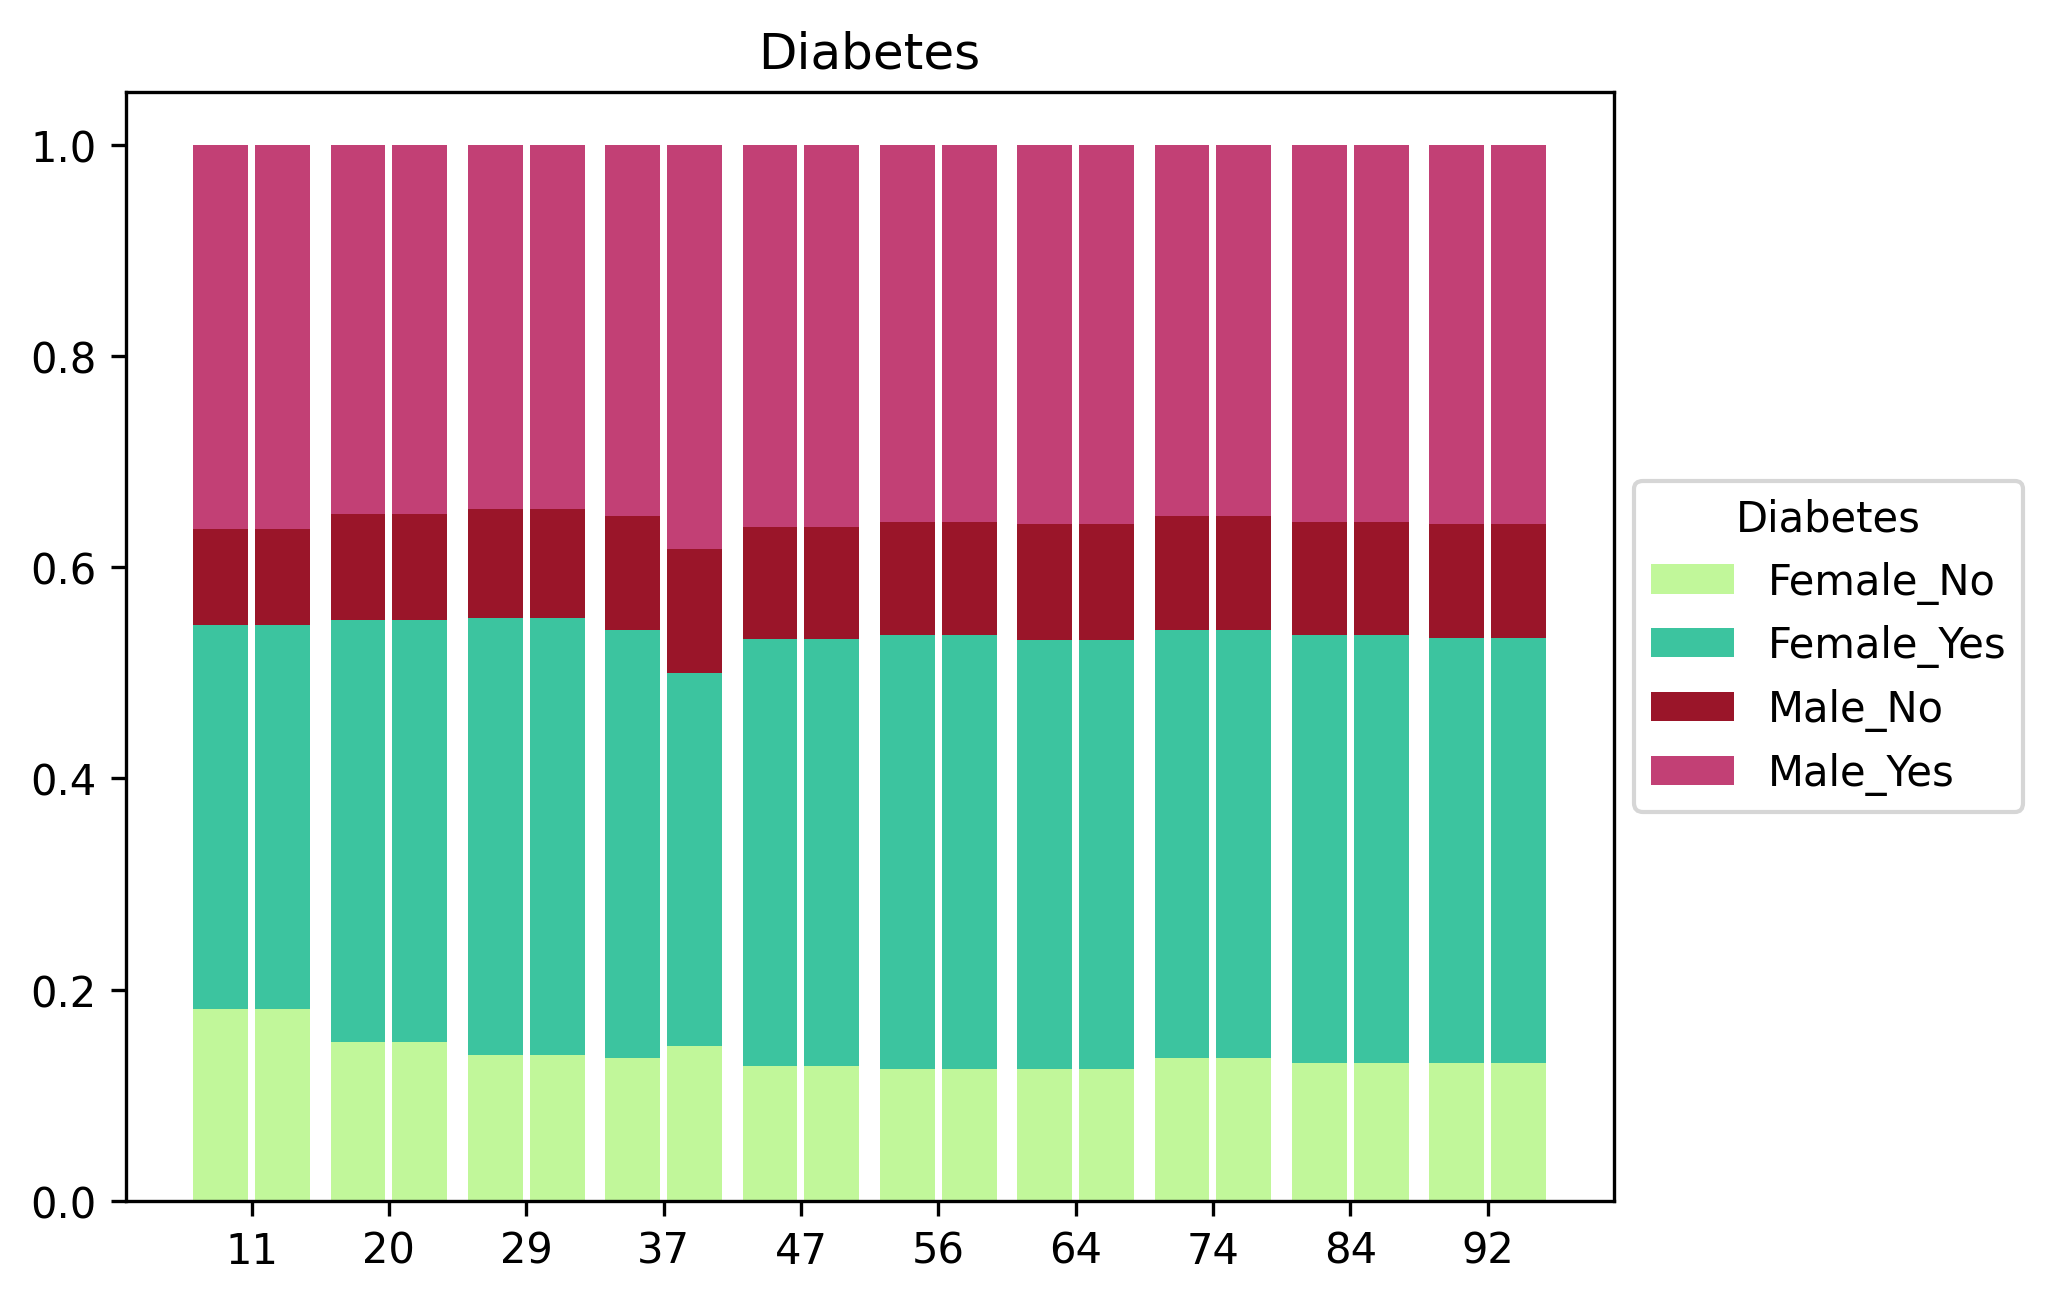 Diabetes
1.0
0.8
0.6
0.4
0.2
0.0
11 20 29 37 47 56 64 74 84 92
Diabetes
Female_No
Female_Yes
Male_No
Male_Yes